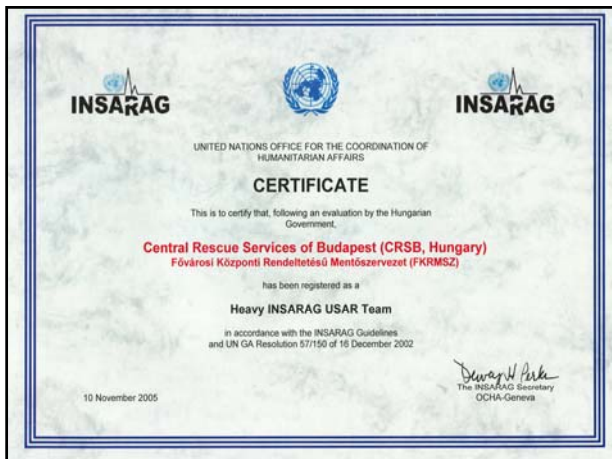 INSARAG
INSARAG
UNITED NATIONS OFFICE FOR THE COORDINATION OF
HUMANITARIAN AFFAIRS
CERTIFICATE
This is to certify that, following an evaluation by the Hungarian
Government,
Central Rescue Services of Budapest (CRSB, Hungary)
Fővárosi Központi Rendeltetésű Mentőszervezet (FKRMSZ)
has been registered as a
Heavy INSARAG USAR Team
in accordance with the INSARAG Guidelines
and UN GA Resolution 57/150 of 16 December 2002
10 November 2005
The INSARAG Secretary
OCHA-Geneva